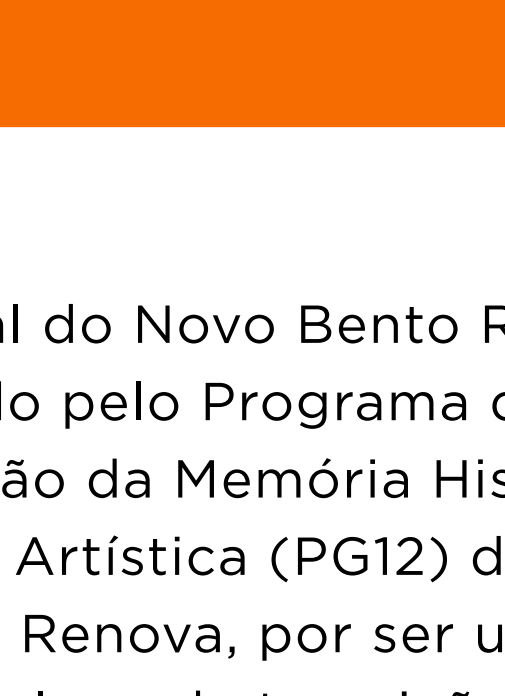 al do Novo Bento R
do pelo Programa d
ão da Memória His
Artística (PG12) d
Renova, por ser u